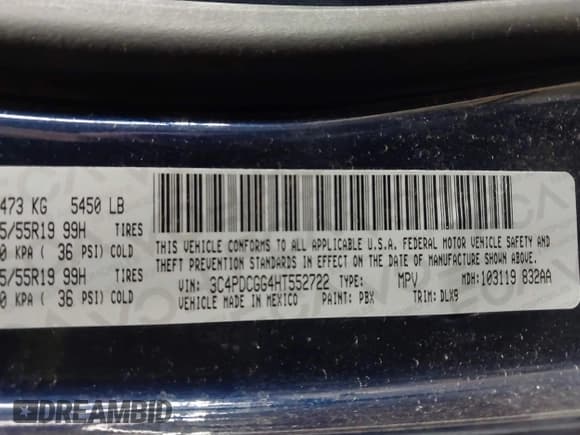 473 KG 5450 LB
5/55R19 99H TIRES
0 KPA ( 36 PSI) COLD
5/55R19 99H TIRES
0 KPA ( 36 PSI) COLD
THIS VEHICLE CONFORMS TO ALL APPLICABLE U.S.A. FEDERAL MOTOR VEHICLE SAFETY AND
THEFT PREVENTION STANDARDS IN EFFECT ON THE DATE OF MANUFACTURE SHOWN ABOVE
VIN: 3C4PDCGG4HT552722 TYPE: MPV MDH: 103119 832AA
VEHICLE MADE IN MEXICO PAINT: PBX TRIM: DLX9
DREAMBID